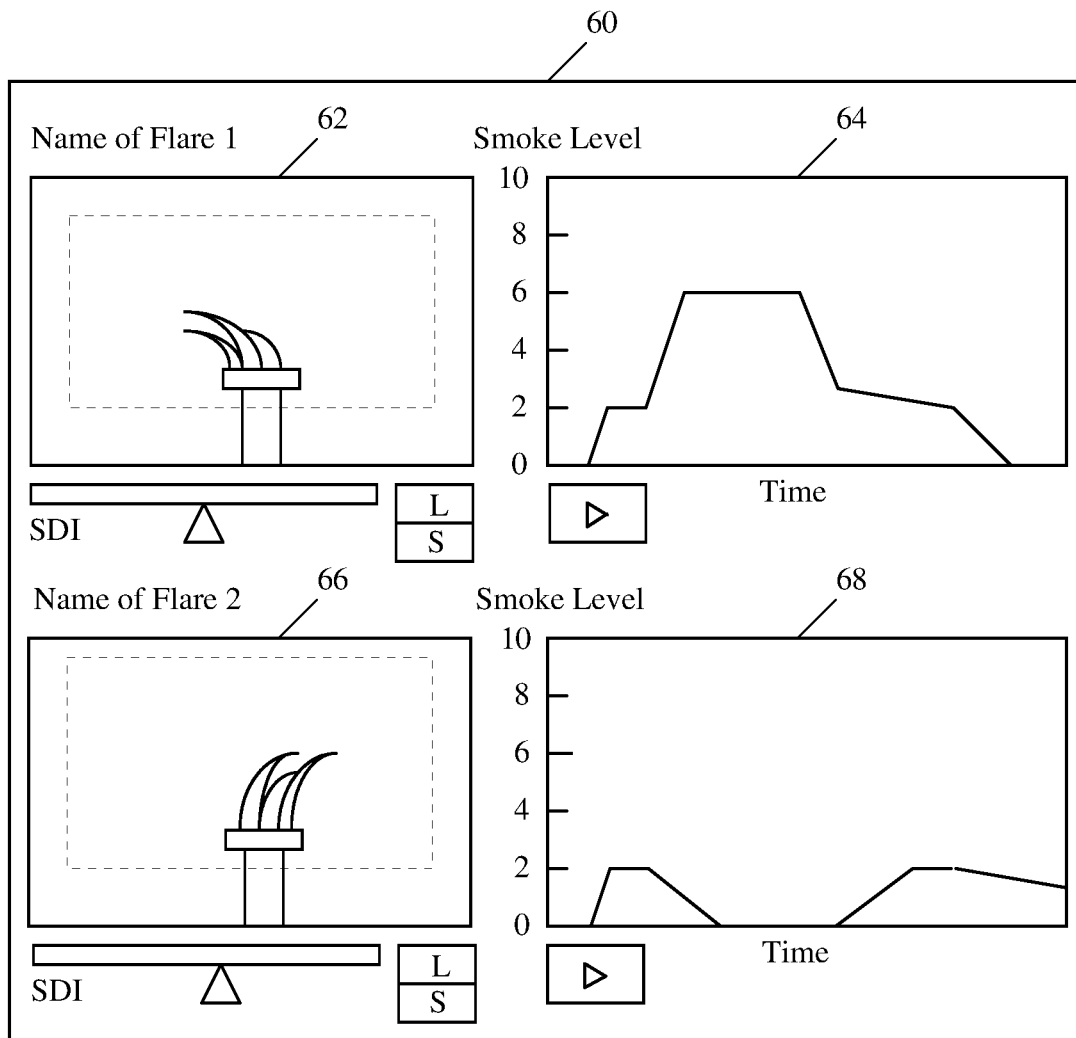 60
Name of Flare 1
62
Smoke Level
64
10
8
6
4
2
0
Time
SDI
L
S
Name of Flare 2
66
Smoke Level
68
10
8
6
4
2
0
Time
SDI
L
S